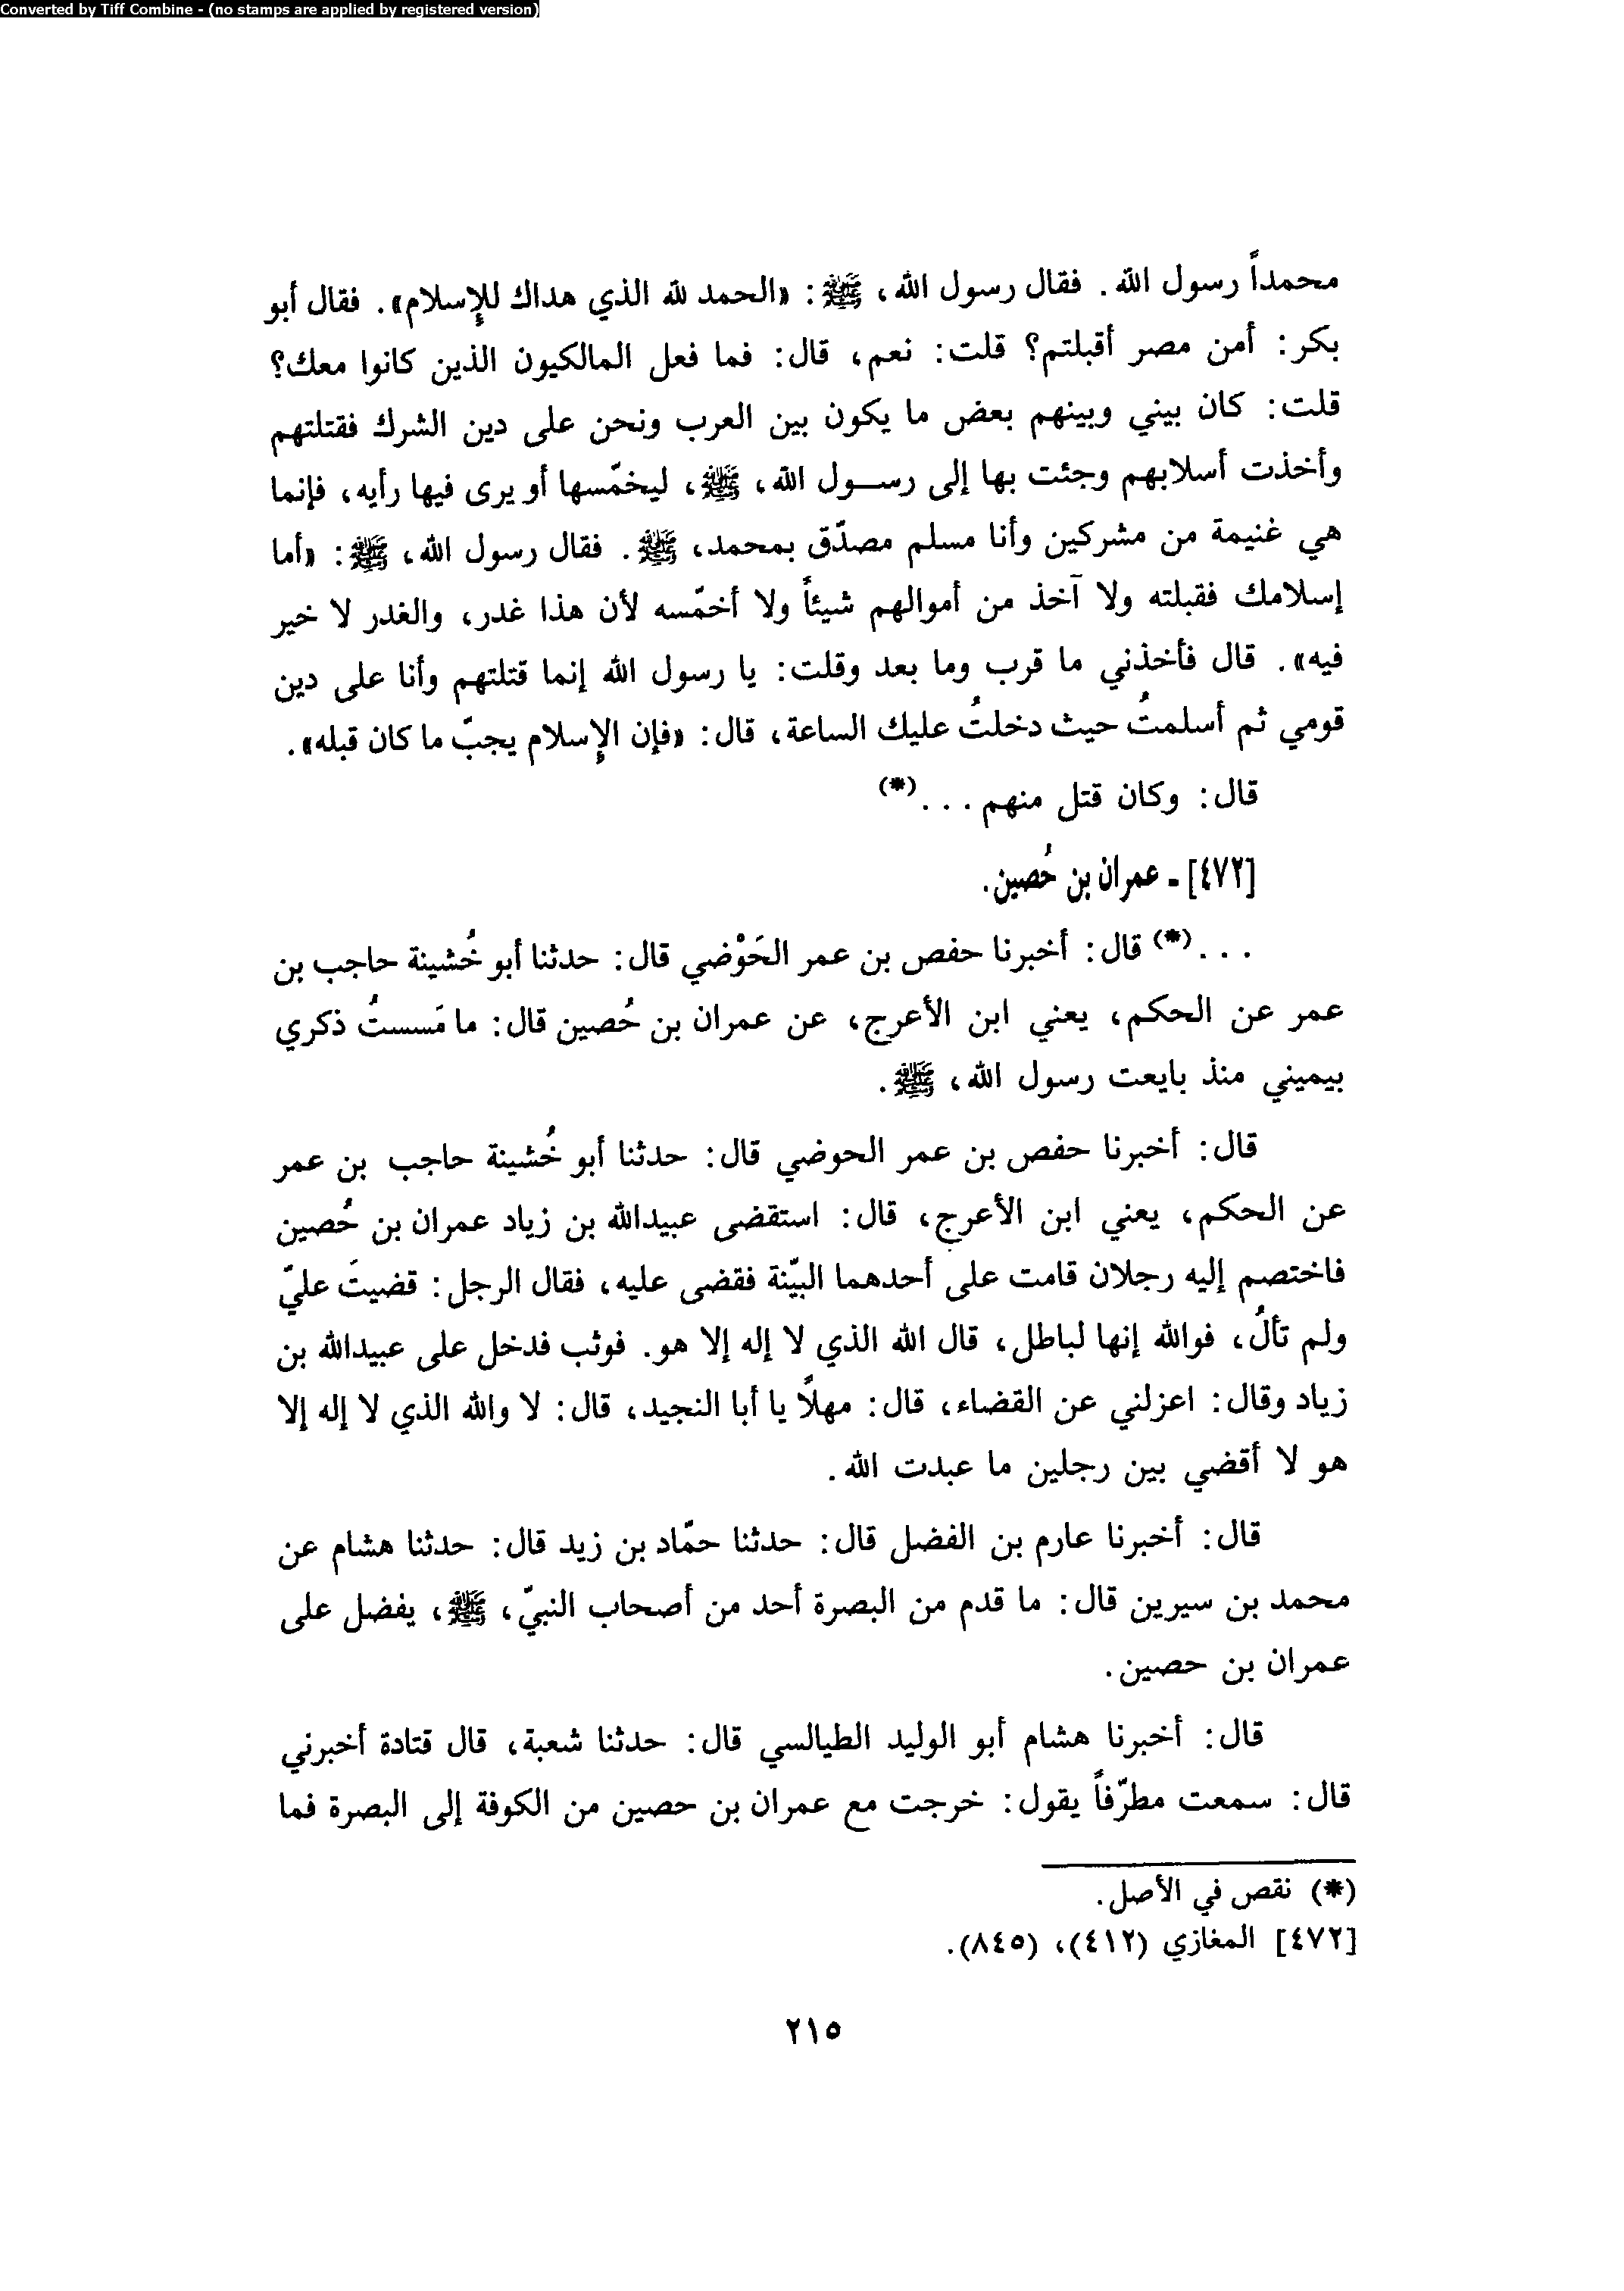 Converted by Tiff Combine - (no stamps are applied by registered version)
محمداً رسول الله. فقال رسول الله، ﷺ: «الحمد لله الذي هداك للإسلام». فقال أبو
بكر: أمن مصر أقبلتم؟ قلت: نعم، قال: فما فعل المالكيون الذين كانوا معك؟
قلت: كان بيني وبينهم بعض ما يكون بين العرب ونحن على دين الشرك فقتلتهم
وأخذت أسلابهم وجئت بها إلى رسول الله، ﷺ، ليخمّسها أو يرى فيها رأيه، فإنما
هي غنيمة من مشركين وأنا مسلم مصدّق بمحمد، ﷺ. فقال رسول الله، ﷺ: «أما
إسلامك فقبلته ولا آخذ من أموالهم شيئاً ولا أخمّسه لأن هذا غدر، والغدر لا خير
فيه». قال فأخذني ما قرب وما بعد وقلت: يا رسول الله إنما قتلتهم وأنا على دين
قومي ثم أسلمتُ حيث دخلتُ عليك الساعة، قال: «فإن الإسلام يجبّ ما كان قبله».
قال: وكان قتل منهم . . .(*)
[٤٧٢] - عمران بن حُصين.
. . .(*) قال: أخبرنا حفص بن عمر الحَوْضي قال: حدثنا أبو خُشينة حاجب بن
عمر عن الحكم، يعني ابن الأعرج، عن عمران بن حُصين قال: ما مَسستُ ذكري
بيميني منذ بايعت رسول الله، ﷺ.
قال: أخبرنا حفص بن عمر الحوضي قال: حدثنا أبو خُشينة حاجب بن عمر
عن الحكم، يعني ابن الأعرج، قال: استقضى عبيدالله بن زياد عمران بن حُصين
فاختصم إليه رجلان قامت على أحدهما البيّنة فقضى عليه، فقال الرجل: قضيتَ عليّ
ولم تألُ، فوالله إنها لباطل، قال الله الذي لا إله إلا هو. فوثب فدخل على عبيدالله بن
زياد وقال: اعزلني عن القضاء، قال: مهلاً يا أبا النجيد، قال: لا والله الذي لا إله إلا
هو لا أقضي بين رجلين ما عبدت الله.
قال: أخبرنا عارم بن الفضل قال: حدثنا حمّاد بن زيد قال: حدثنا هشام عن
محمد بن سيرين قال: ما قدم من البصرة أحد من أصحاب النبيّ، ﷺ، يفضل على
عمران بن حصين.
قال: أخبرنا هشام أبو الوليد الطيالسي قال: حدثنا شعبة، قال قتادة أخبرني
قال: سمعت مطرّفاً يقول: خرجت مع عمران بن حصين من الكوفة إلى البصرة فما
(*) نقص في الأصل.
[٤٧٢] المغازي (٤١٢)، (٨٤٥).
٢١٥